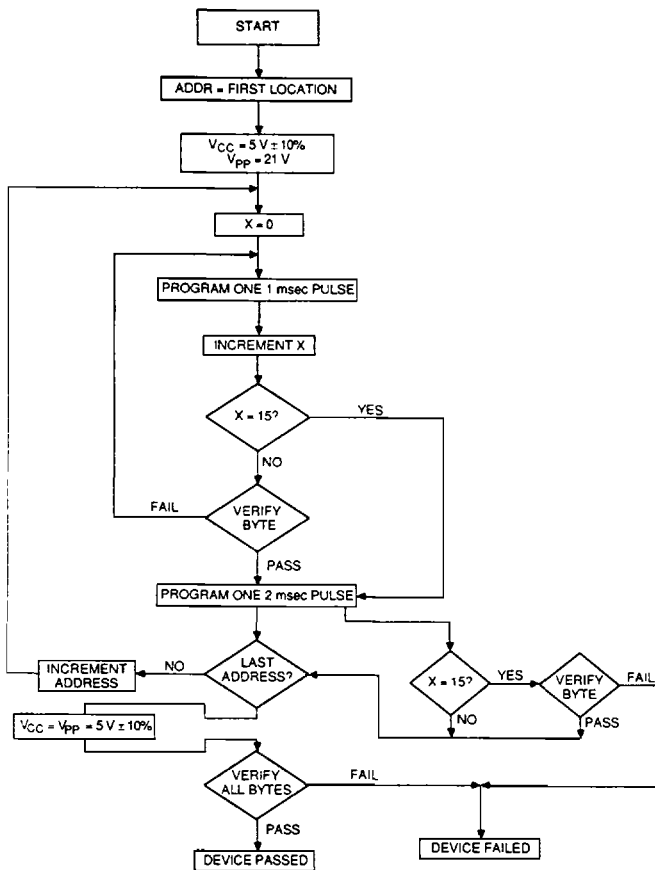 START
ADDR = FIRST LOCATION
VCC = 5 V ± 10%
VPP = 21 V
X = 0
PROGRAM ONE 1 msec PULSE
INCREMENT X
X = 15?
YES
NO
FAIL
VERIFY
BYTE
PASS
PROGRAM ONE 2 msec PULSE
INCREMENT
ADDRESS
NO
LAST
ADDRESS?
X = 15?
YES
VERIFY
BYTE
FAIL
NO
PASS
VCC = VPP = 5 V ± 10%
VERIFY
ALL BYTES
FAIL
PASS
DEVICE PASSED
DEVICE FAILED